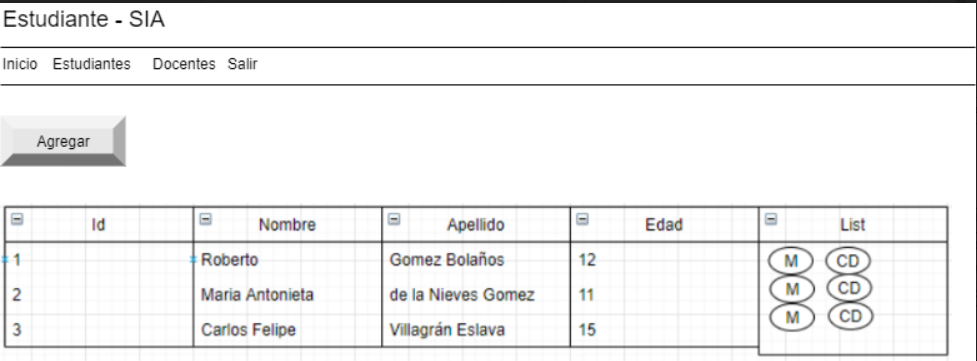 Estudiante - SIA
Inicio Estudiantes Docentes Salir
Agregar
Id Nombre Apellido Edad List
1 Roberto Gomez Bolaños 12 M CD
2 Maria Antonieta de la Nieves Gomez 11 M CD
3 Carlos Felipe Villagrán Eslava 15 M CD